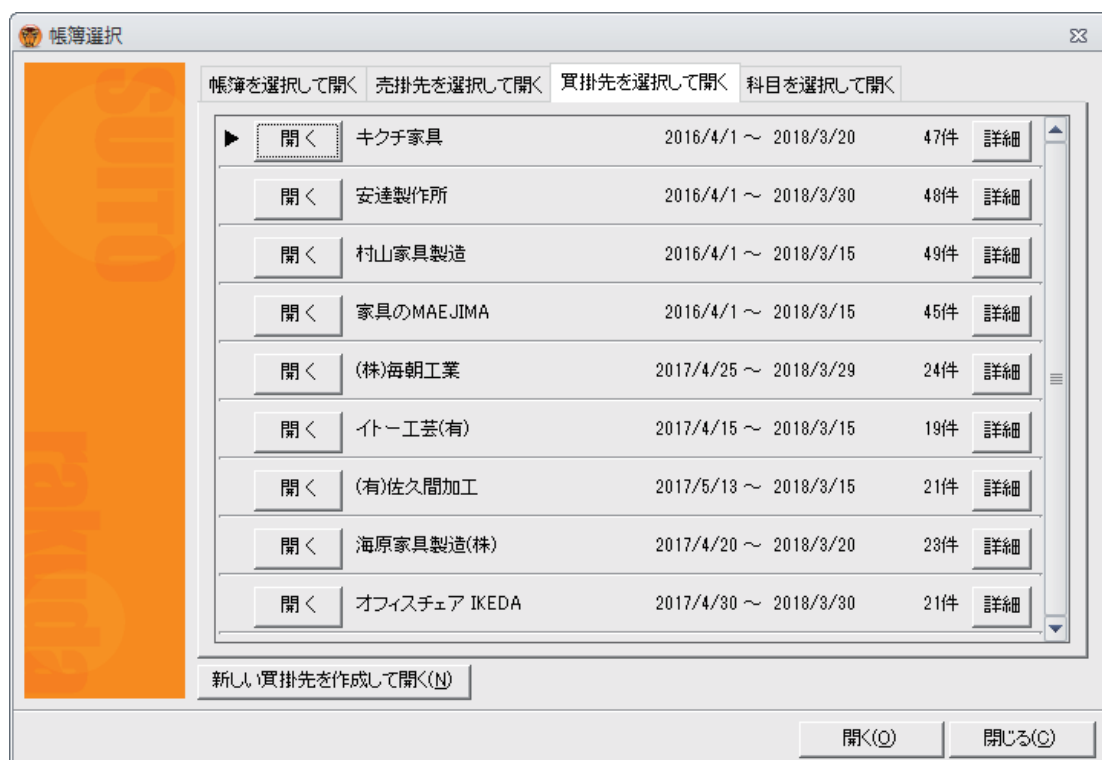 帳簿選択
SUITO
rakuda
帳簿を選択して開く 売掛先を選択して開く 買掛先を選択して開く 科目を選択して開く
開く キクチ家具 2016/4/1 ～ 2018/3/20 47件 詳細
開く 安達製作所 2016/4/1 ～ 2018/3/30 48件 詳細
開く 村山家具製造 2016/4/1 ～ 2018/3/15 49件 詳細
開く 家具のMAEJIMA 2016/4/1 ～ 2018/3/15 45件 詳細
開く (株)毎朝工業 2017/4/25 ～ 2018/3/29 24件 詳細
開く イトー工芸(有) 2017/4/15 ～ 2018/3/15 19件 詳細
開く (有)佐久間加工 2017/5/13 ～ 2018/3/15 21件 詳細
開く 海原家具製造(株) 2017/4/20 ～ 2018/3/20 23件 詳細
開く オフィスチェア IKEDA 2017/4/30 ～ 2018/3/30 21件 詳細
新しい買掛先を作成して開く(N)
開く(O) 閉じる(C)